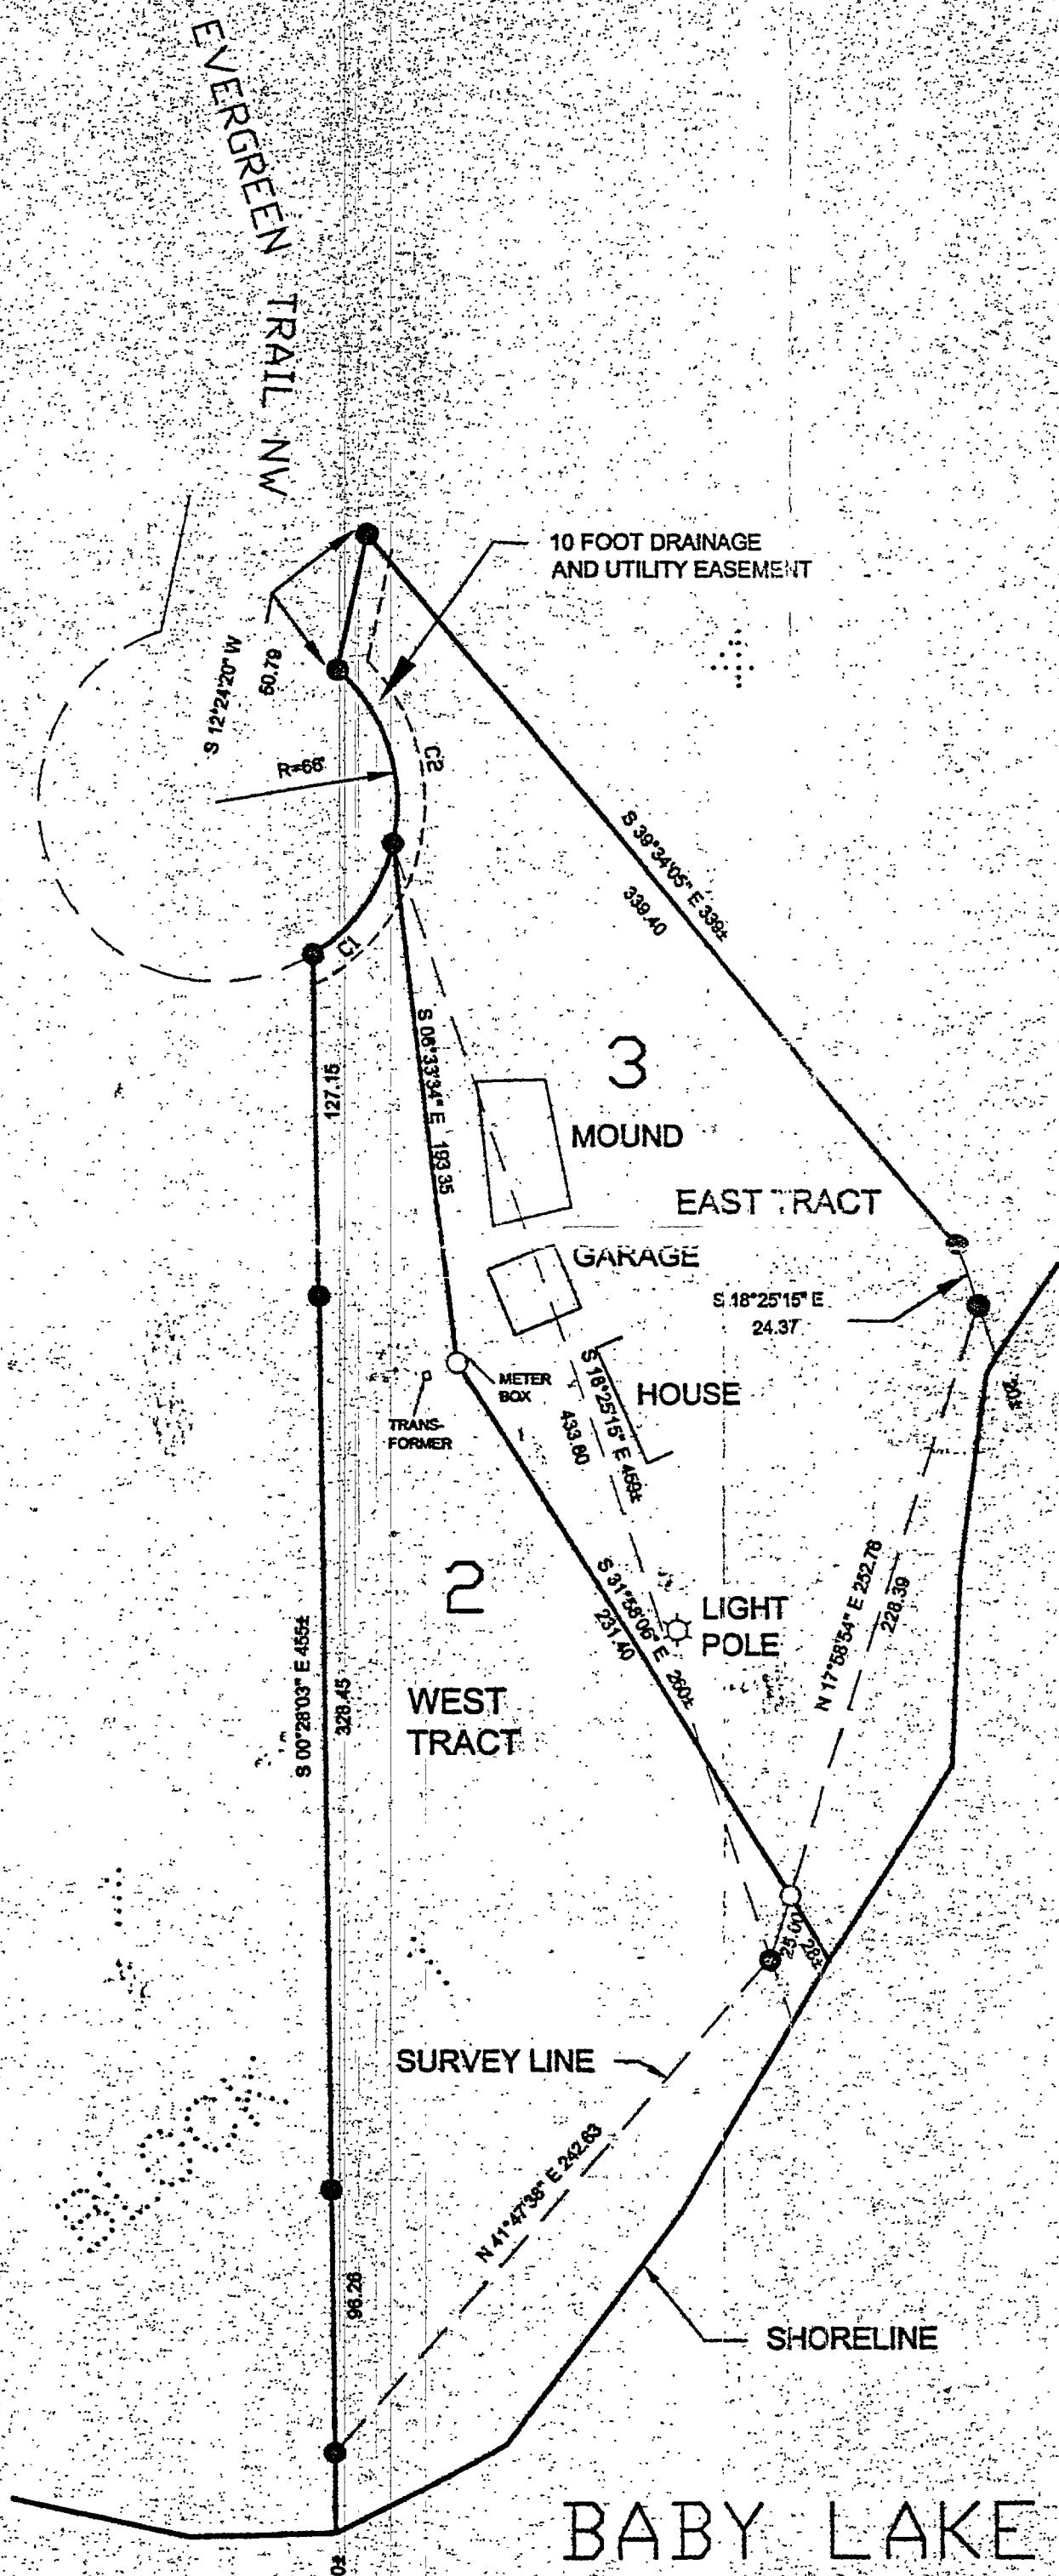 EVERGREEN TRAIL NW
10 FOOT DRAINAGE
AND UTILITY EASEMENT
S 12°24'20" W
50.79
R=66'
C2
C1
S 39°34'05" E 339±
339.40
127.15
S 06°33'34" E 193.35
3
MOUND
EAST TRACT
GARAGE
S 18°25'15" E
24.37
METER
BOX
TRANS-
FORMER
HOUSE
S 18°25'15" E 459±
433.60
2
WEST
TRACT
S 31°58'06" E 260±
231.40
LIGHT
POLE
N 17°58'54" E 252.76
228.39
S 00°28'03" E 455±
328.45
25.00
28±
SURVEY LINE
N 41°47'38" E 242.63
BLOCK
96.26
SHORELINE
BABY LAKE